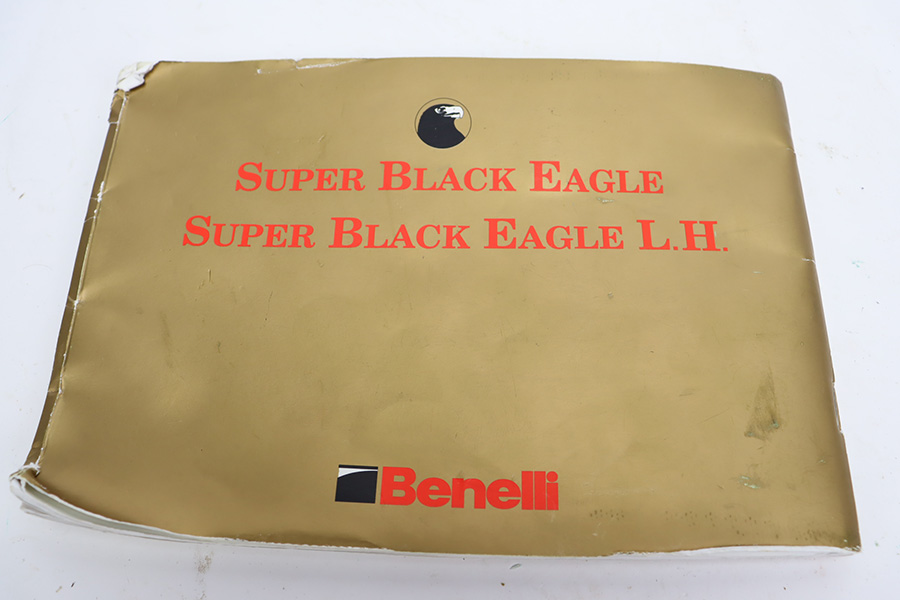 Super Black Eagle
Super Black Eagle L.H.
Benelli